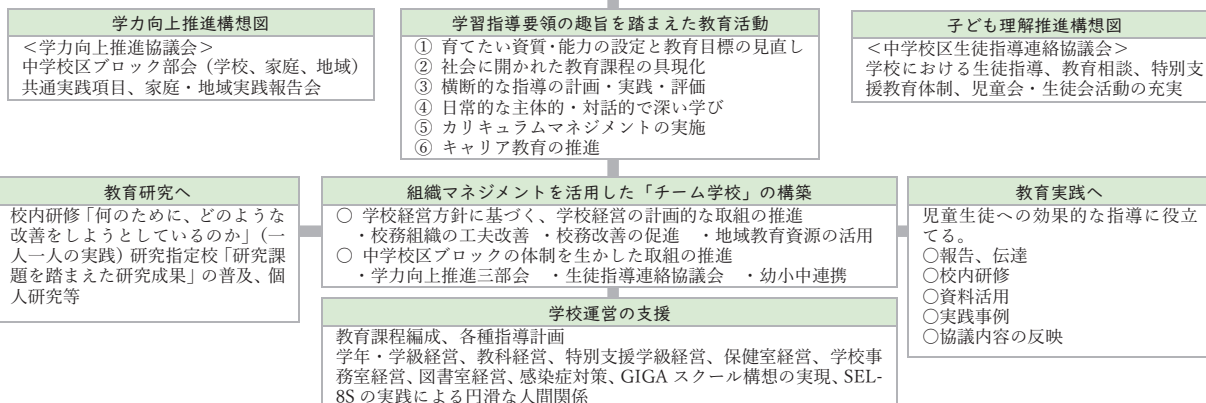 学力向上推進構想図
<学力向上推進協議会>
中学校区ブロック部会（学校、家庭、地域）
共通実践項目、家庭・地域実践報告会
学習指導要領の趣旨を踏まえた教育活動
① 育てたい資質・能力の設定と教育目標の見直し
② 社会に開かれた教育課程の具現化
③ 横断的な指導の計画・実践・評価
④ 日常的な主体的・対話的で深い学び
⑤ カリキュラムマネジメントの実施
⑥ キャリア教育の推進
子ども理解推進構想図
<中学校区生徒指導連絡協議会>
学校における生徒指導、教育相談、特別支
援教育体制、児童会・生徒会活動の充実
教育研究へ
校内研修「何のために、どのような
改善をしようとしているのか」（一
人一人の実践）研究指定校「研究課
題を踏まえた研究成果」の普及、個
人研究等
組織マネジメントを活用した「チーム学校」の構築
○ 学校経営方針に基づく、学校経営の計画的な取組の推進
・校務組織の工夫改善 ・校務改善の促進 ・地域教育資源の活用
○ 中学校区ブロックの体制を生かした取組の推進
・学力向上推進三部会 ・生徒指導連絡協議会 ・幼小中連携
教育実践へ
児童生徒への効果的な指導に役立
てる。
○報告、伝達
○校内研修
○資料活用
○実践事例
○協議内容の反映
学校運営の支援
教育課程編成、各種指導計画
学年・学級経営、教科経営、特別支援学級経営、保健室経営、学校事
務室経営、図書室経営、感染症対策、GIGA スクール構想の実現、SEL-
8S の実践による円滑な人間関係